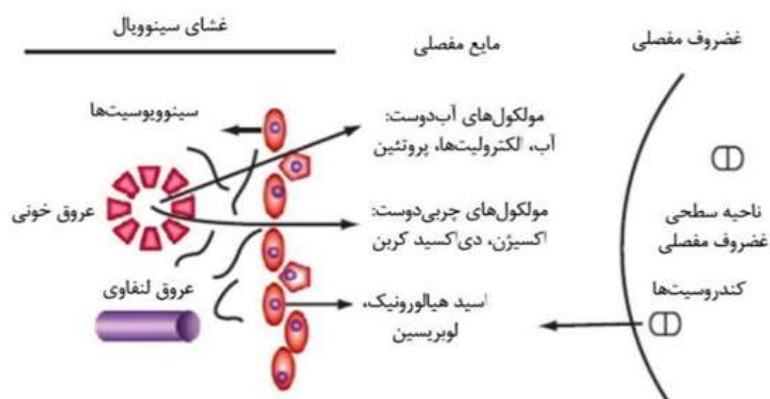 غضروف مفصلی
مایع مفصلی
غشای سینوویال
سینوویوسیت‌ها
مولکول‌های آب‌دوست:
آب، الکترولیت‌ها، پروتئین
عروق خونی
مولکول‌های چربی‌دوست:
اکسیژن، دی‌اکسید کربن
ناحیه سطحی
غضروف مفصلی
عروق لنفاوی
اسید هیالورونیک،
لوبریسین
کندروسیت‌ها